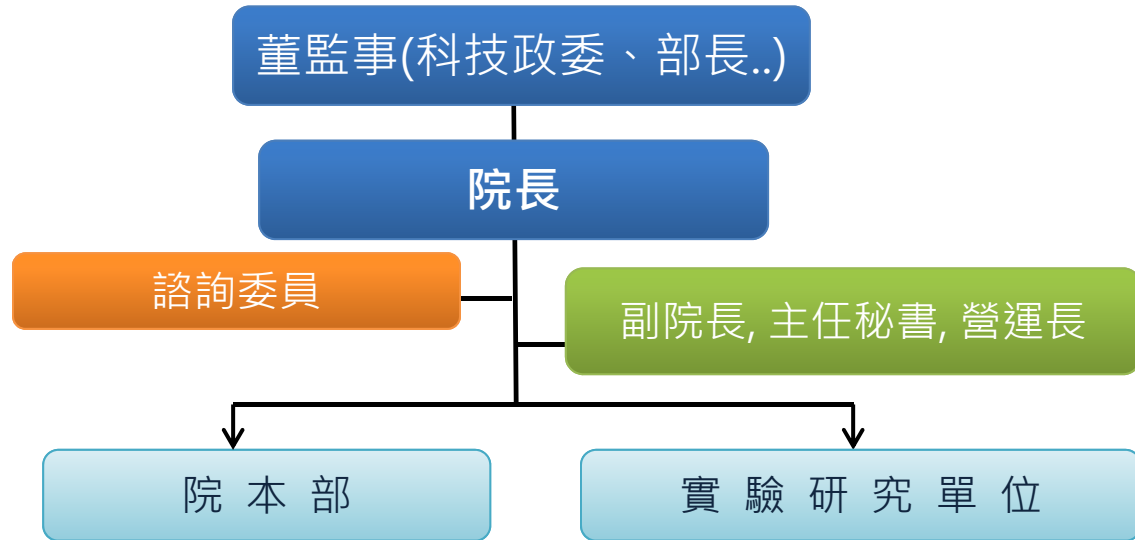 董監事(科技政委、部長..)
院長
諮詢委員
副院長, 主任秘書, 營運長
院 本 部
實 驗 研 究 單 位